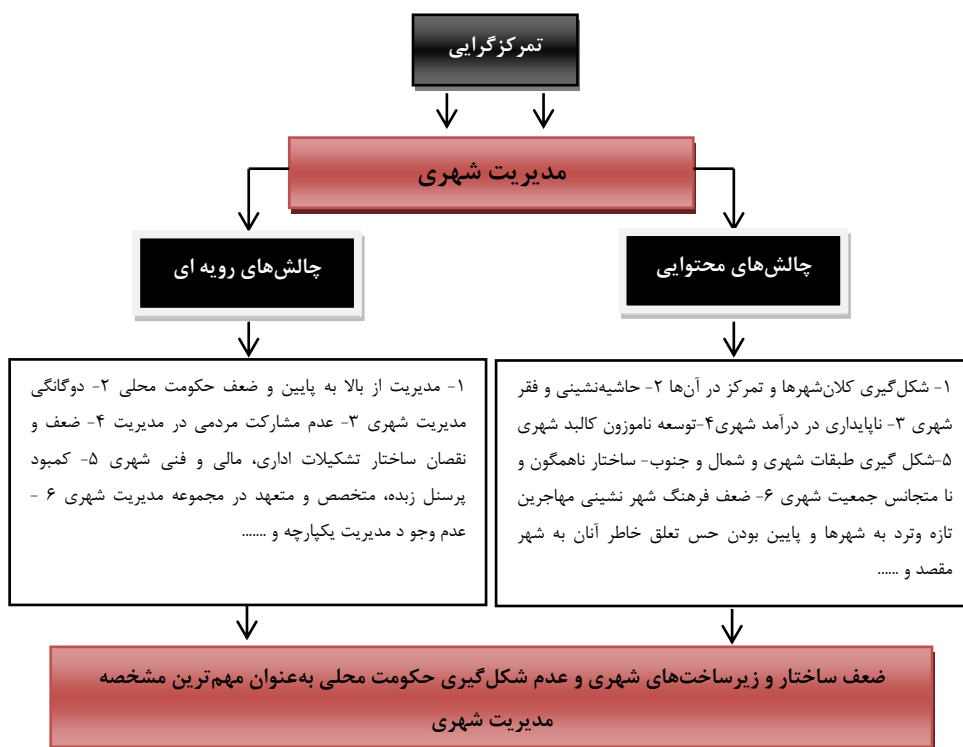 تمرکزگرایی
مدیریت شهری
چالش‌های محتوایی
چالش‌های رویه ای
۱- شکل‌گیری کلان‌شهرها و تمرکز در آن‌ها ۲- حاشیه‌نشینی و فقر
شهری ۳- ناپایداری در درآمد شهری۴-توسعه ناموزون کالبد شهری
۵-شکل گیری طبقات شهری و شمال و جنوب- ساختار ناهمگون و
نا متجانس جمعیت شهری ۶- ضعف فرهنگ شهر نشینی مهاجرین
تازه وترد به شهرها و پایین بودن حس تعلق خاطر آنان به شهر
مقصد و ......
۱- مدیریت از بالا به پایین و ضعف حکومت محلی ۲- دوگانگی
مدیریت شهری ۳- عدم مشارکت مردمی در مدیریت ۴- ضعف و
نقصان ساختار تشکیلات اداری، مالی و فنی شهری ۵- کمبود
پرسنل زبده، متخصص و متعهد در مجموعه مدیریت شهری ۶ -
عدم وجو د مدیریت یکپارچه و .......
ضعف ساختار و زیرساخت‌های شهری و عدم شکل‌گیری حکومت محلی به‌عنوان مهم‌ترین مشخصه
مدیریت شهری